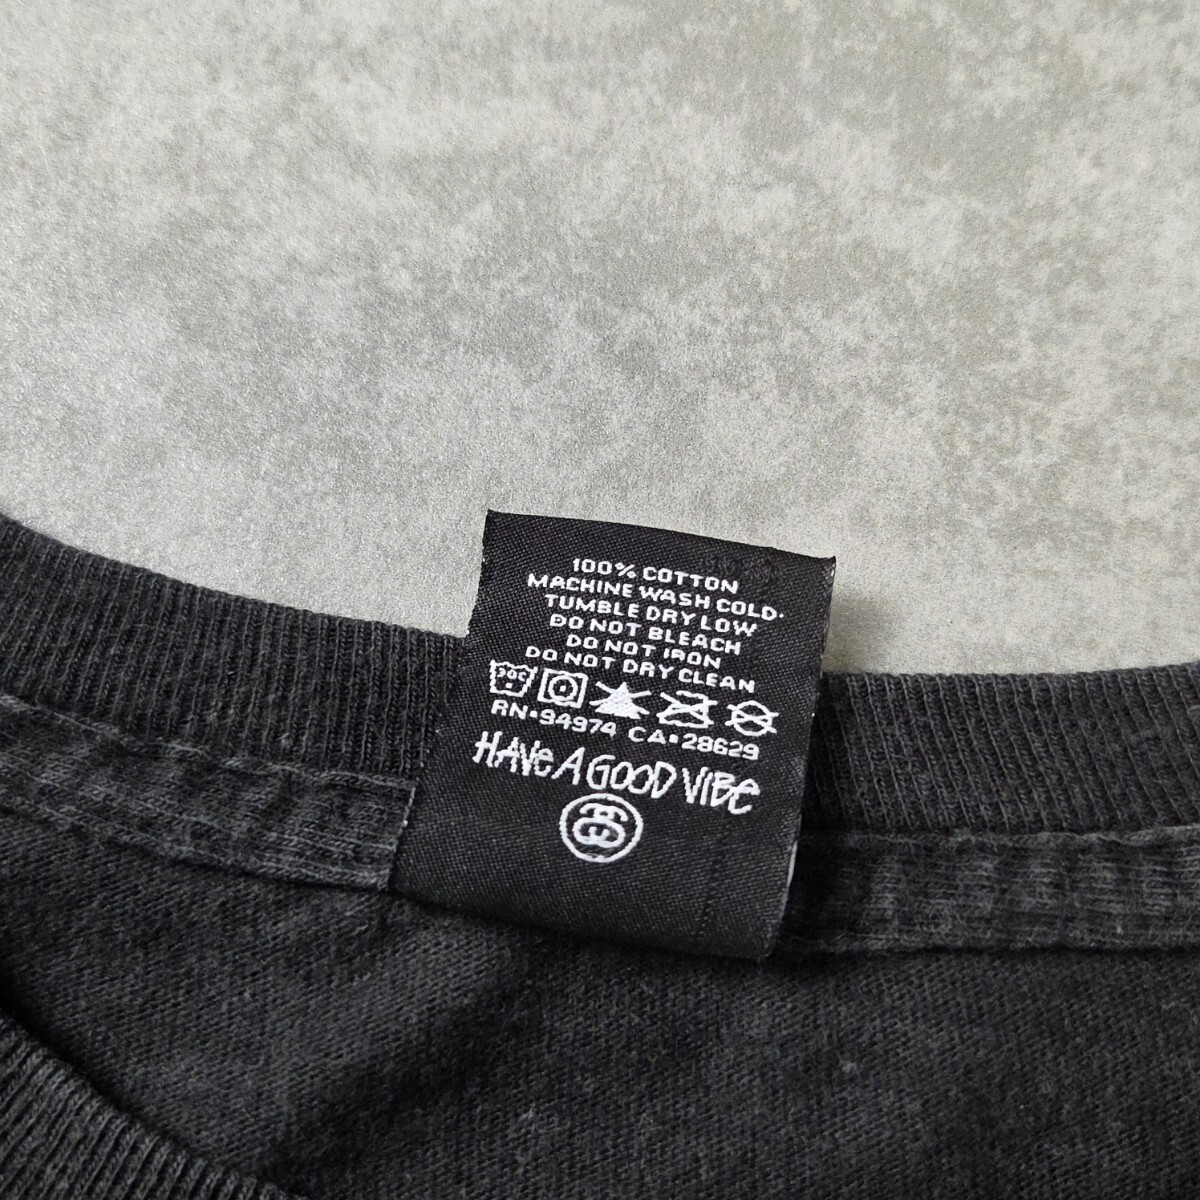 100% COTTON
MACHINE WASH COLD.
TUMBLE DRY LOW
DO NOT BLEACH
DO NOT IRON
DO NOT DRY CLEAN
30C
RN•94974 CA•28629
HAVE A GOOD VIBE